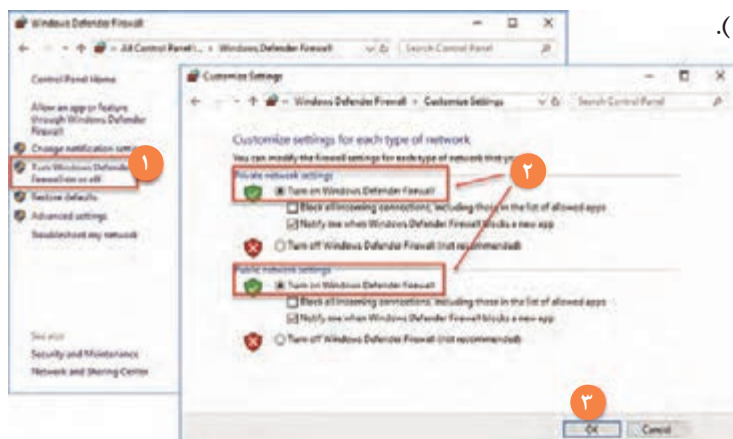 ).
Windows Defender Firewall
All Control Panel... › Windows Defender Firewall
Search Control Panel
Control Panel Home
Allow an app or feature
through Windows Defender
Firewall
Change notification settings
Turn Windows Defender
Firewall on or off
Restore defaults
Advanced settings
Troubleshoot my network
See also
Security and Maintenance
Network and Sharing Center
١
Customize Settings
Windows Defender Firewall › Customize Settings
Search Control Panel
Customize settings for each type of network
You can modify the firewall settings for each type of network that
Private network settings
Turn on Windows Defender Firewall
Block all incoming connections, including those in the list of allowed apps
Notify me when Windows Defender Firewall blocks a new app
Turn off Windows Defender Firewall (not recommended)
٢
Public network settings
Turn on Windows Defender Firewall
Block all incoming connections, including those in the list of allowed apps
Notify me when Windows Defender Firewall blocks a new app
Turn off Windows Defender Firewall (not recommended)
٣
OK
Cancel